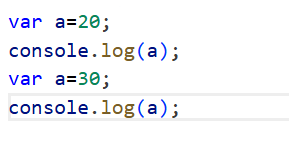 var a=20;
console.log(a);
var a=30;
console.log(a);